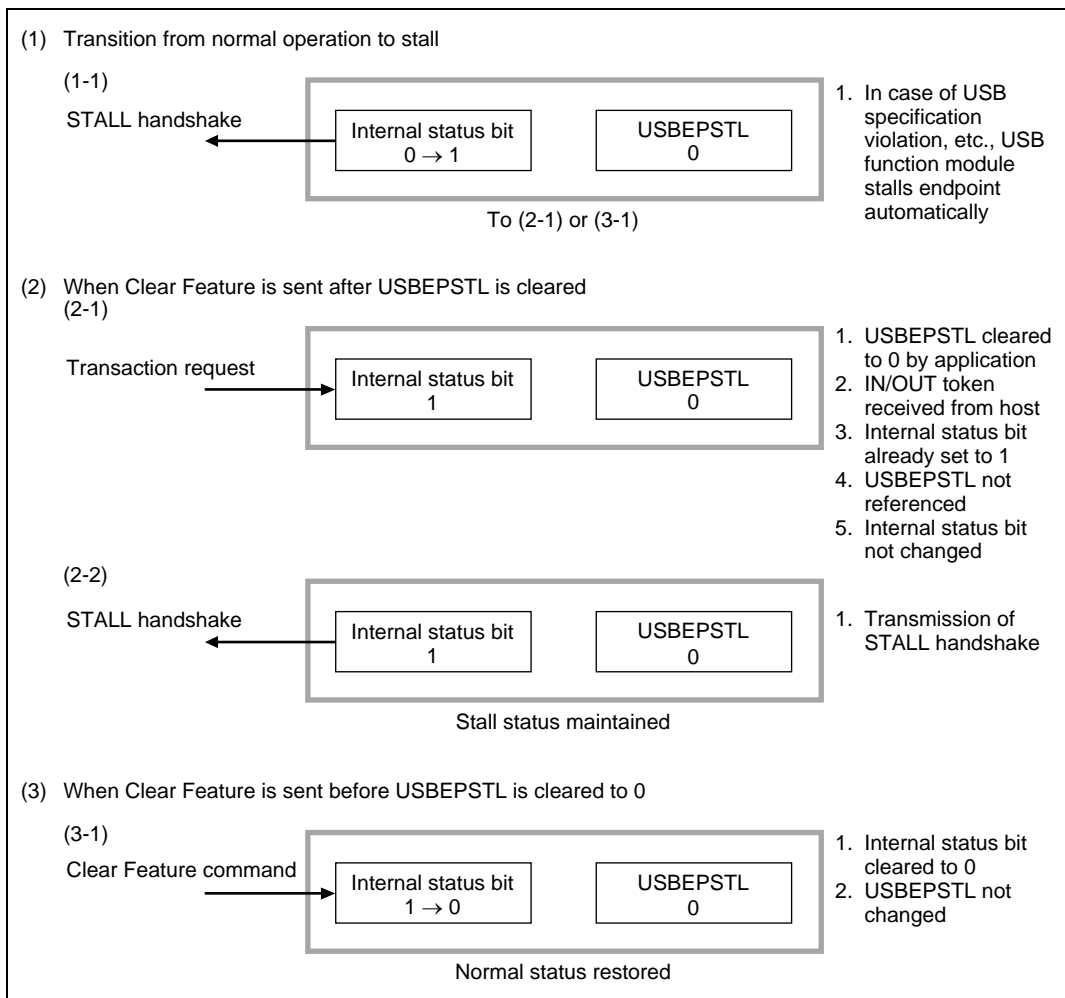 (1) Transition from normal operation to stall
(1-1)
STALL handshake
Internal status bit
0 → 1
USBEPSTL
0
To (2-1) or (3-1)
1. In case of USB
specification
violation, etc., USB
function module
stalls endpoint
automatically
(2) When Clear Feature is sent after USBEPSTL is cleared
(2-1)
Transaction request
Internal status bit
1
USBEPSTL
0
1. USBEPSTL cleared
to 0 by application
2. IN/OUT token
received from host
3. Internal status bit
already set to 1
4. USBEPSTL not
referenced
5. Internal status bit
not changed
(2-2)
STALL handshake
Internal status bit
1
USBEPSTL
0
1. Transmission of
STALL handshake
Stall status maintained
(3) When Clear Feature is sent before USBEPSTL is cleared to 0
(3-1)
Clear Feature command
Internal status bit
1 → 0
USBEPSTL
0
1. Internal status bit
cleared to 0
2. USBEPSTL not
changed
Normal status restored